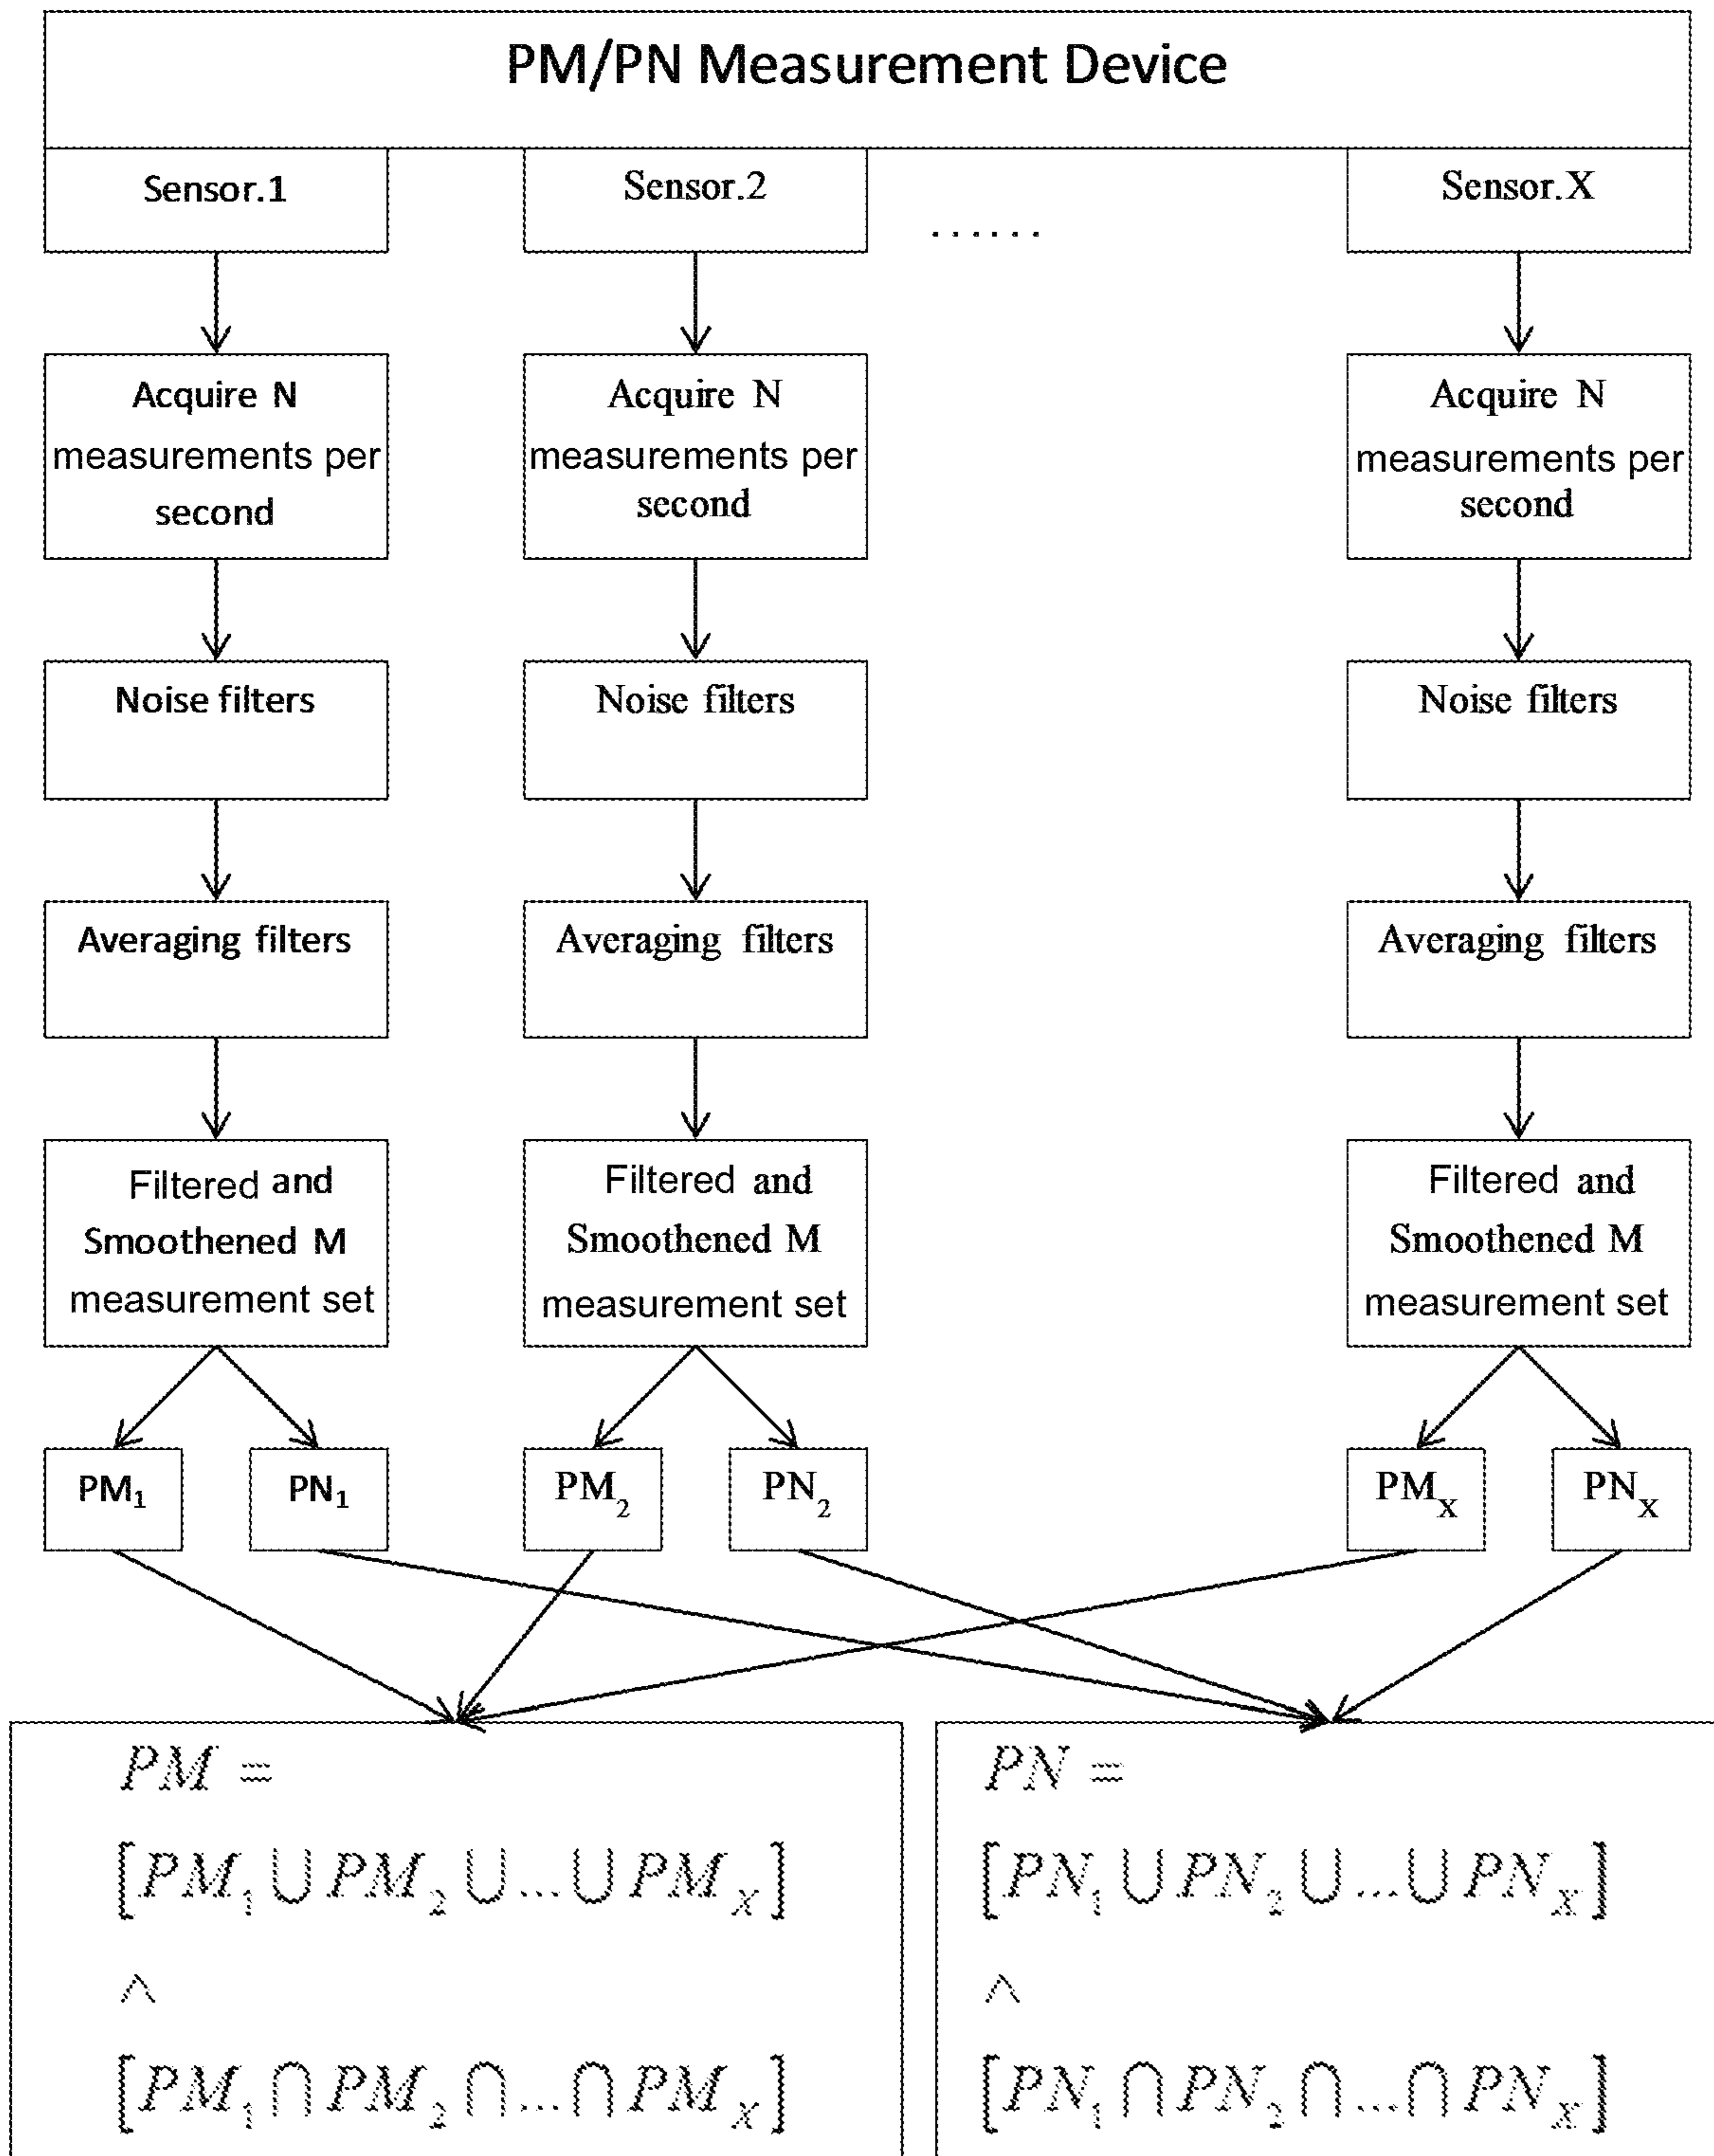 PM/PN Measurement Device
Sensor.1
Sensor.2
......
Sensor.X
Acquire N
measurements per
second
Acquire N
measurements per
second
Acquire N
measurements per
second
Noise filters
Noise filters
Noise filters
Averaging filters
Averaging filters
Averaging filters
Filtered and
Smoothened M
measurement set
Filtered and
Smoothened M
measurement set
Filtered and
Smoothened M
measurement set
PM₁
PN₁
PM₂
PN₂
PMₓ
PNₓ
PM =
[PM₁ ∪ PM₂ ∪ ... ∪ PMₓ]
∧
[PM₁ ∩ PM₂ ∩ ... ∩ PMₓ]
PN =
[PN₁ ∪ PN₂ ∪ ... ∪ PNₓ]
∧
[PN₁ ∩ PN₂ ∩ ... ∩ PNₓ]